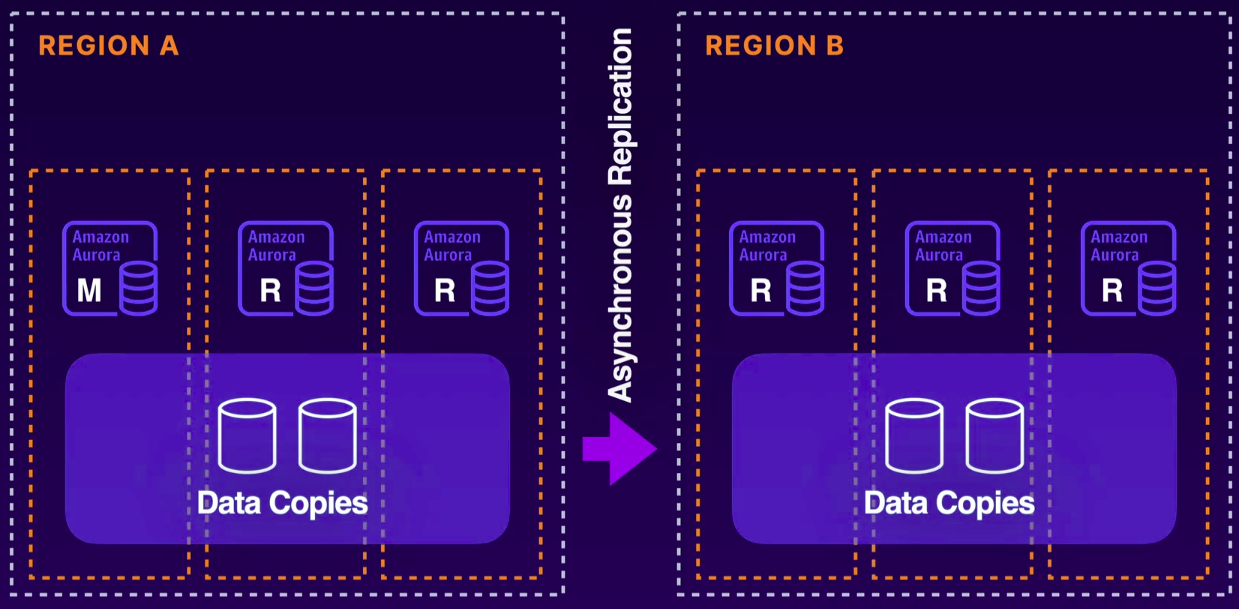 REGION A
Amazon
Aurora
M
Amazon
Aurora
R
Amazon
Aurora
R
Data Copies
Asynchronous Replication
REGION B
Amazon
Aurora
R
Amazon
Aurora
R
Amazon
Aurora
R
Data Copies